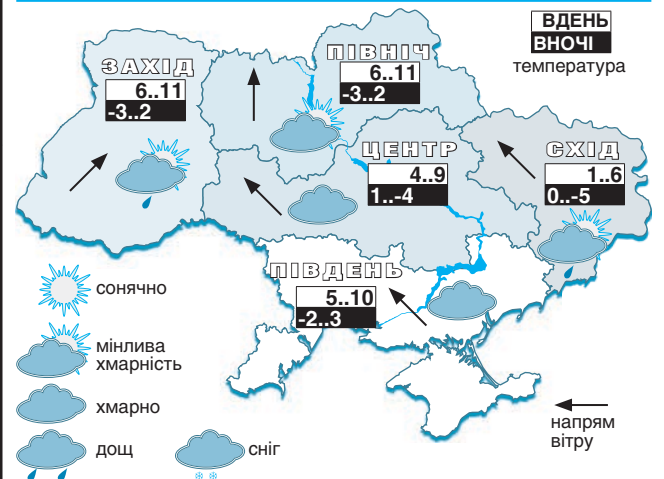 ВДЕНЬ
ВНОЧІ
температура
ЗАХІД
6..11
-3..2
ПІВНІЧ
6..11
-3..2
ЦЕНТР
4..9
1..-4
СХІД
1..6
0..-5
ПІВДЕНЬ
5..10
-2..3
сонячно
мінлива
хмарність
хмарно
дощ
сніг
напрям
вітру